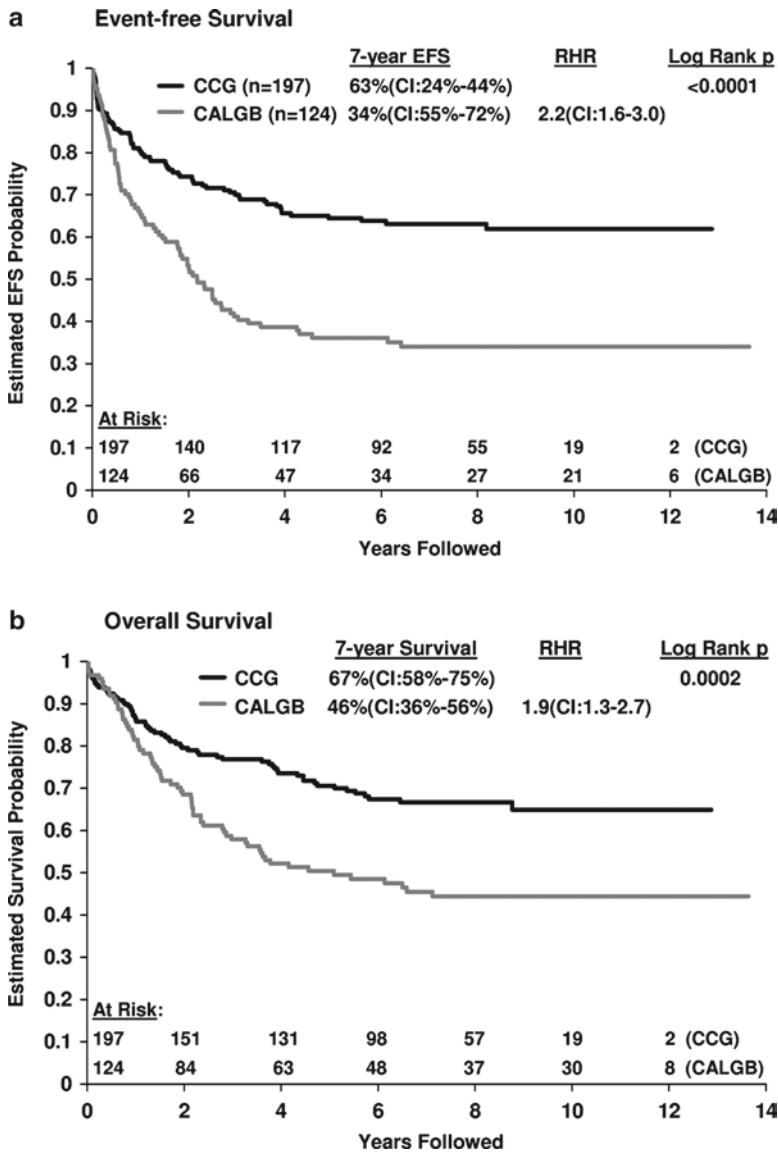 a Event-free Survival
7-year EFS RHR Log Rank p
CCG (n=197) 63%(CI:24%-44%) <0.0001
CALGB (n=124) 34%(CI:55%-72%) 2.2(CI:1.6-3.0)
1
0.9
0.8
0.7
0.6
0.5
0.4
0.3
0.2
0.1
0
Estimated EFS Probability
At Risk:
197 140 117 92 55 19 2 (CCG)
124 66 47 34 27 21 6 (CALGB)
0 2 4 6 8 10 12 14
Years Followed
b Overall Survival
7-year Survival RHR Log Rank p
CCG 67%(CI:58%-75%) 0.0002
CALGB 46%(CI:36%-56%) 1.9(CI:1.3-2.7)
1
0.9
0.8
0.7
0.6
0.5
0.4
0.3
0.2
0.1
0
Estimated Survival Probability
At Risk:
197 151 131 98 57 19 2 (CCG)
124 84 63 48 37 30 8 (CALGB)
0 2 4 6 8 10 12 14
Years Followed